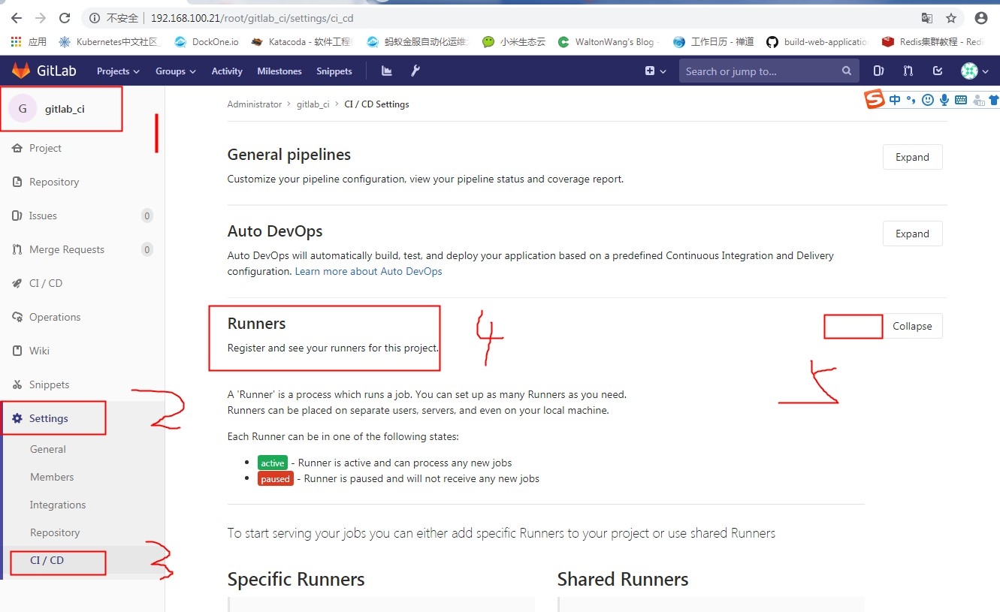 不安全 192.168.100.21/root/gitlab_ci/settings/ci_cd
应用 Kubernetes中文社区 DockOne.io Katacoda - 软件工程 蚂蚁金服自动化运维 小米生态云 WaltonWang's Blog - 工作日历 - 禅道 build-web-application Redis集群教程 - Redis
GitLab Projects Groups Activity Milestones Snippets Search or jump to...
G gitlab_ci
1
Project
Repository
Issues 0
Merge Requests 0
CI / CD
Operations
Wiki
Snippets
Settings
2
General
Members
Integrations
Repository
CI / CD
3
Administrator > gitlab_ci > CI / CD Settings
中
General pipelines
Expand
Customize your pipeline configuration, view your pipeline status and coverage report.
Auto DevOps
Expand
Auto DevOps will automatically build, test, and deploy your application based on a predefined Continuous Integration and Delivery
configuration. Learn more about Auto DevOps
Runners
4
Collapse
5
Register and see your runners for this project.
A 'Runner' is a process which runs a job. You can set up as many Runners as you need.
Runners can be placed on separate users, servers, and even on your local machine.
Each Runner can be in one of the following states:
• active - Runner is active and can process any new jobs
• paused - Runner is paused and will not receive any new jobs
To start serving your jobs you can either add specific Runners to your project or use shared Runners
Specific Runners
Shared Runners